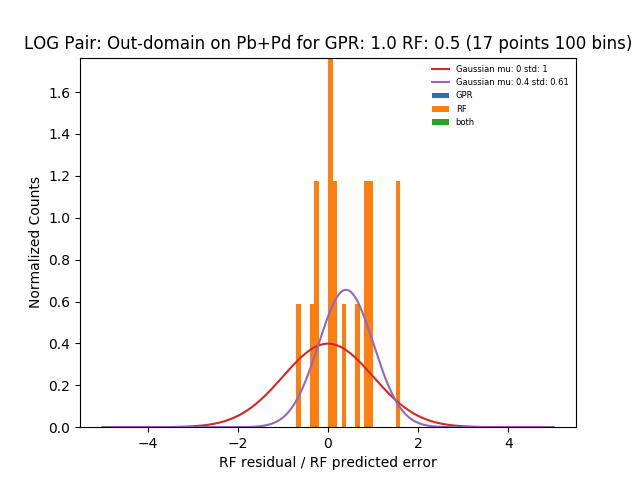 LOG Pair: Out-domain on Pb+Pd for GPR: 1.0 RF: 0.5 (17 points 100 bins)
Gaussian mu: 0 std: 1
Gaussian mu: 0.4 std: 0.61
GPR
RF
both
1.6
1.4
1.2
1.0
0.8
0.6
0.4
0.2
0.0
Normalized Counts
−4
−2
0
2
4
RF residual / RF predicted error